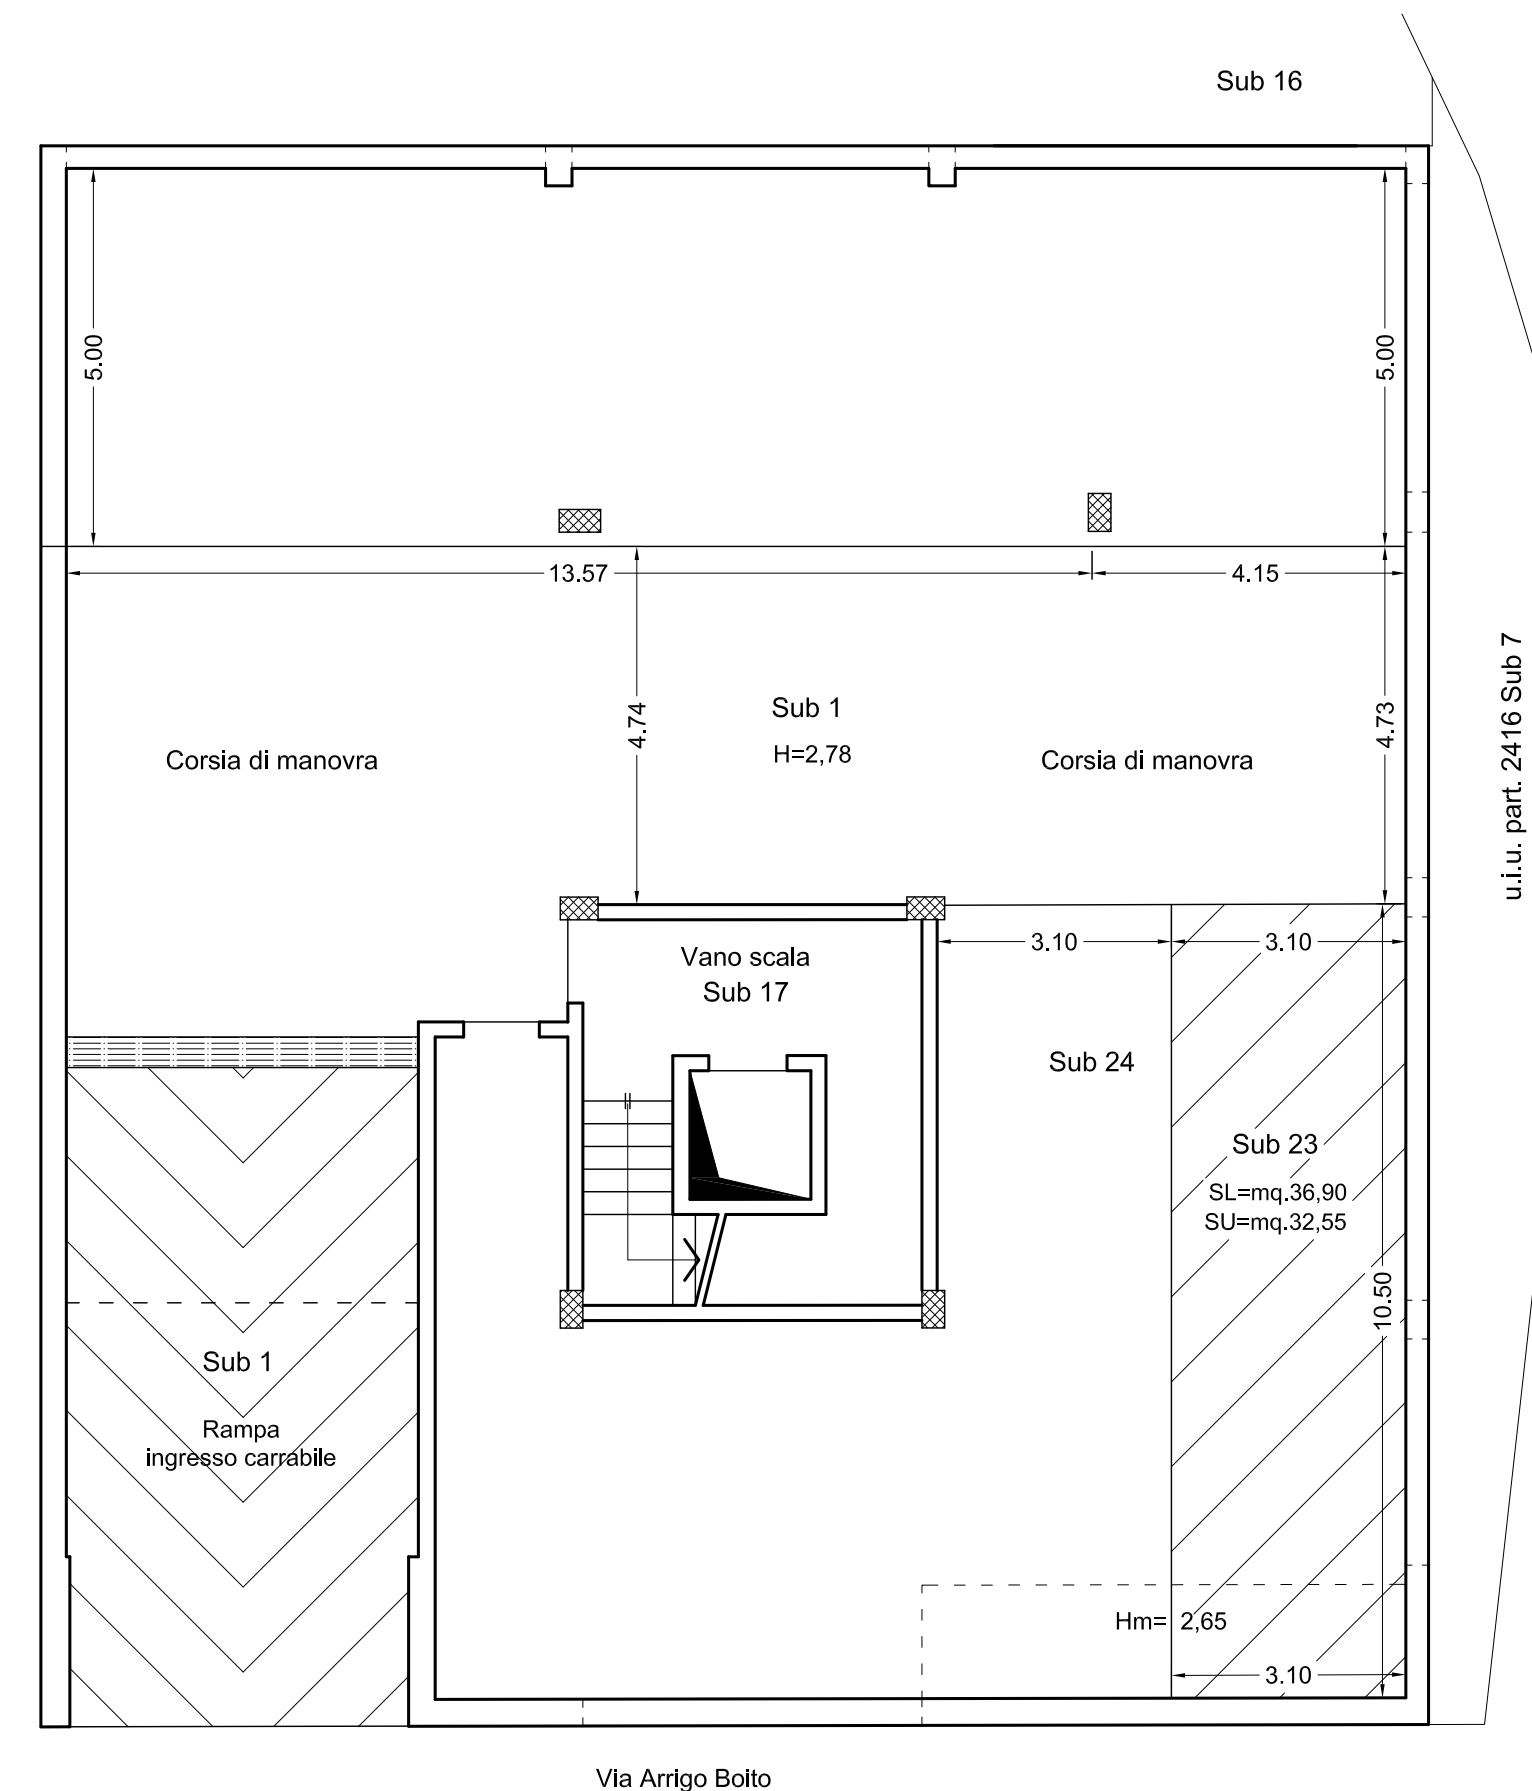 Sub 16
5.00
5.00
13.57
4.15
4.74
4.73
Sub 1
H=2,78
Corsia di manovra
Corsia di manovra
u.i.u. part. 2416 Sub 7
3.10
3.10
Vano scala
Sub 17
Sub 24
Sub 23
SL=mq.36,90
SU=mq.32,55
10.50
Sub 1
Rampa
ingresso carrabile
Hm= 2,65
3.10
Via Arrigo Boito